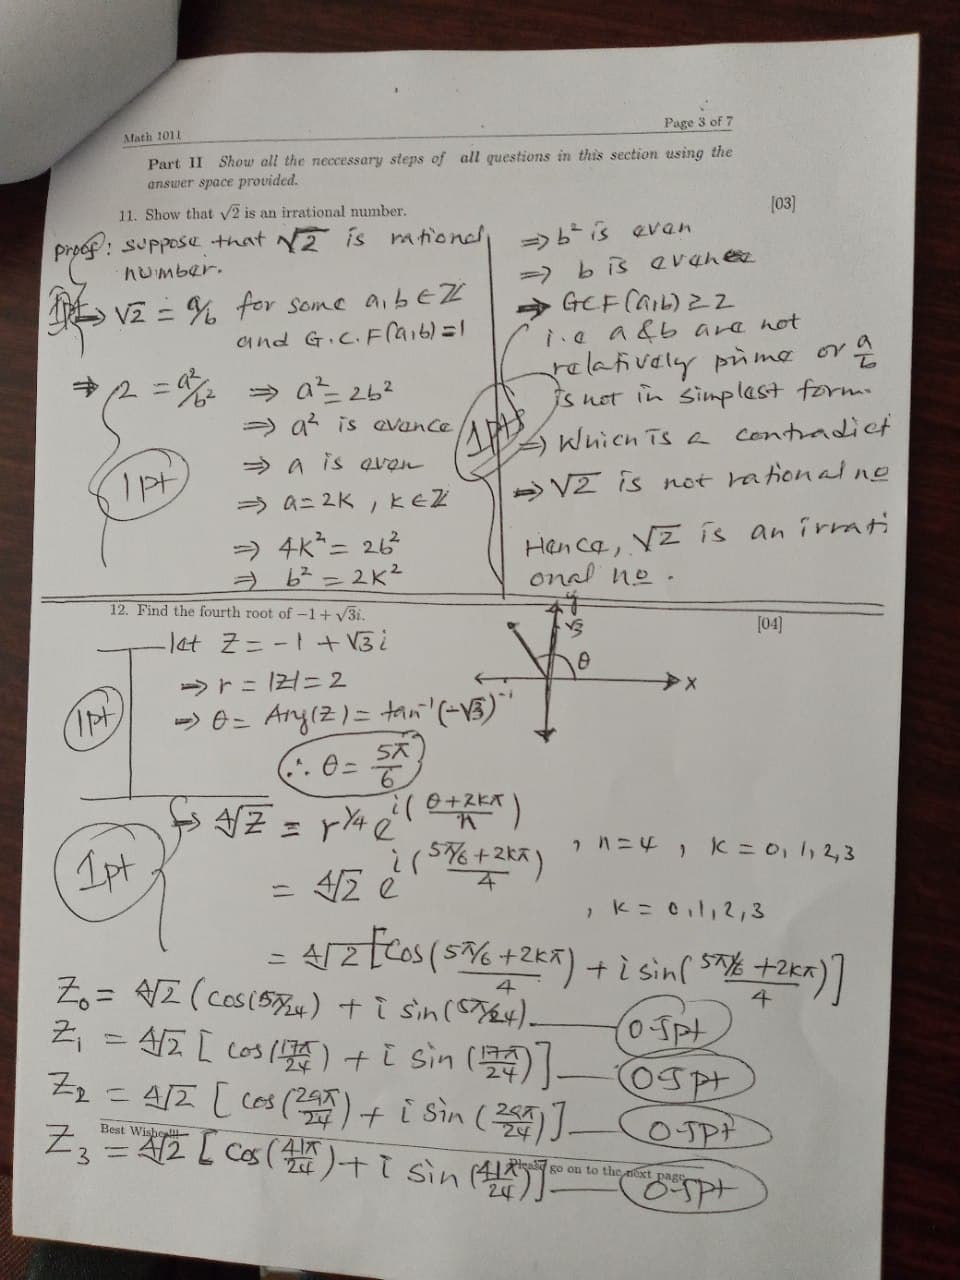 Math 1011
Page 3 of 7
Part II Show all the neccessary steps of all questions in this section using the
answer space provided.
11. Show that √2 is an irrational number.
[03]
proof: suppose that √2 is rational
number.
1pt ⇒ √2 = a/b for some a,b ∈ ℤ
and G.C.F(a,b)=1
⇒ 2 = a²/b² ⇒ a² = 2b²
⇒ a² is evance
⇒ a is even
1pt
⇒ a = 2k, k ∈ ℤ
⇒ 4k² = 2b²
⇒ b² = 2k²
⇒ b² is even
⇒ b is even
⇒ GCF(a,b) ≥ 2
i.e a & b are not
relatively prime or a/b
is not in simplest form.
1pts
⇒ Which is a contradict
⇒ √2 is not rational no
Hence, √2 is an irrati
onal no.
12. Find the fourth root of −1 + √3i.
[04]
let Z = −1 + √3 i
⇒ r = |Z| = 2
1pt
⇒ θ = Arg(Z) = tan⁻¹(−√3)⁻¹
∴ θ = 5π/6
y
√3
θ
x
∜Z = r^¼ e^i((θ+2kπ)/n)
, n=4, k = 0,1,2,3
1pt
= ∜2 e^i((5π/6+2kπ)/4)
, k = 0,1,2,3
= ∜2 [cos((5π/6+2kπ)/4) + i sin((5π/6+2kπ)/4)]
Z₀ = ∜2 (cos(5π/24) + i sin(5π/24) 0.5pt
Z₁ = ∜2 [cos(17π/24) + i sin(17π/24)] 0.5pt
Z₂ = ∜2 [cos(29π/24) + i sin(29π/24)] 0.5pt
Best Wishes!!!
Z₃ = ∜2 [cos(41π/24) + i sin(41π/24)] 0.5pt
Please go on to the next page